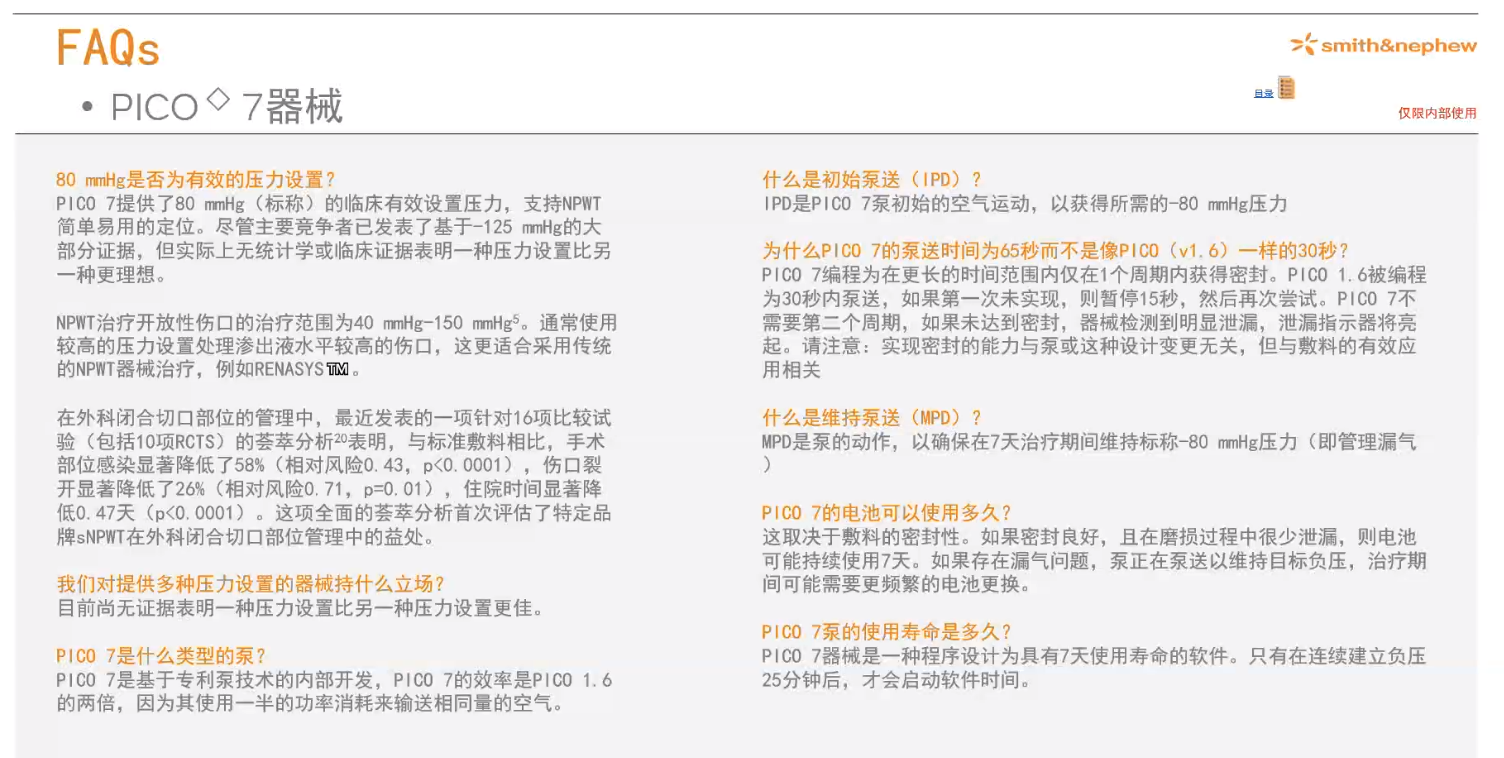 FAQs
smith&nephew
• PICO◇ 7器械
目录
仅限内部使用
80 mmHg是否为有效的压力设置?
PICO 7提供了80 mmHg（标称）的临床有效设置压力，支持NPWT
简单易用的定位。尽管主要竞争者已发表了基于-125 mmHg的大
部分证据，但实际上无统计学或临床证据表明一种压力设置比另
一种更理想。
NPWT治疗开放性伤口的治疗范围为40 mmHg-150 mmHg⁵。通常使用
较高的压力设置处理渗出液水平较高的伤口，这更适合采用传统
的NPWT器械治疗，例如RENASYS™。
在外科闭合切口部位的管理中，最近发表的一项针对16项比较试
验（包括10项RCTS）的荟萃分析²⁰表明，与标准敷料相比，手术
部位感染显著降低了58%（相对风险0.43，p<0.0001），伤口裂
开显著降低了26%（相对风险0.71，p=0.01），住院时间显著降
低0.47天（p<0.0001）。这项全面的荟萃分析首次评估了特定品
牌sNPWT在外科闭合切口部位管理中的益处。
我们对提供多种压力设置的器械持什么立场?
目前尚无证据表明一种压力设置比另一种压力设置更佳。
PICO 7是什么类型的泵?
PICO 7是基于专利泵技术的内部开发，PICO 7的效率是PICO 1.6
的两倍，因为其使用一半的功率消耗来输送相同量的空气。
什么是初始泵送（IPD）?
IPD是PICO 7泵初始的空气运动，以获得所需的-80 mmHg压力
为什么PICO 7的泵送时间为65秒而不是像PICO（v1.6）一样的30秒?
PICO 7编程为在更长的时间范围内仅在1个周期内获得密封。PICO 1.6被编程
为30秒内泵送，如果第一次未实现，则暂停15秒，然后再次尝试。PICO 7不
需要第二个周期，如果未达到密封，器械检测到明显泄漏，泄漏指示器将亮
起。请注意：实现密封的能力与泵或这种设计变更无关，但与敷料的有效应
用相关
什么是维持泵送（MPD）?
MPD是泵的动作，以确保在7天治疗期间维持标称-80 mmHg压力（即管理漏气
）
PICO 7的电池可以使用多久?
这取决于敷料的密封性。如果密封良好，且在磨损过程中很少泄漏，则电池
可能持续使用7天。如果存在漏气问题，泵正在泵送以维持目标负压，治疗期
间可能需要更频繁的电池更换。
PICO 7泵的使用寿命是多久?
PICO 7器械是一种程序设计为具有7天使用寿命的软件。只有在连续建立负压
25分钟后，才会启动软件时间。